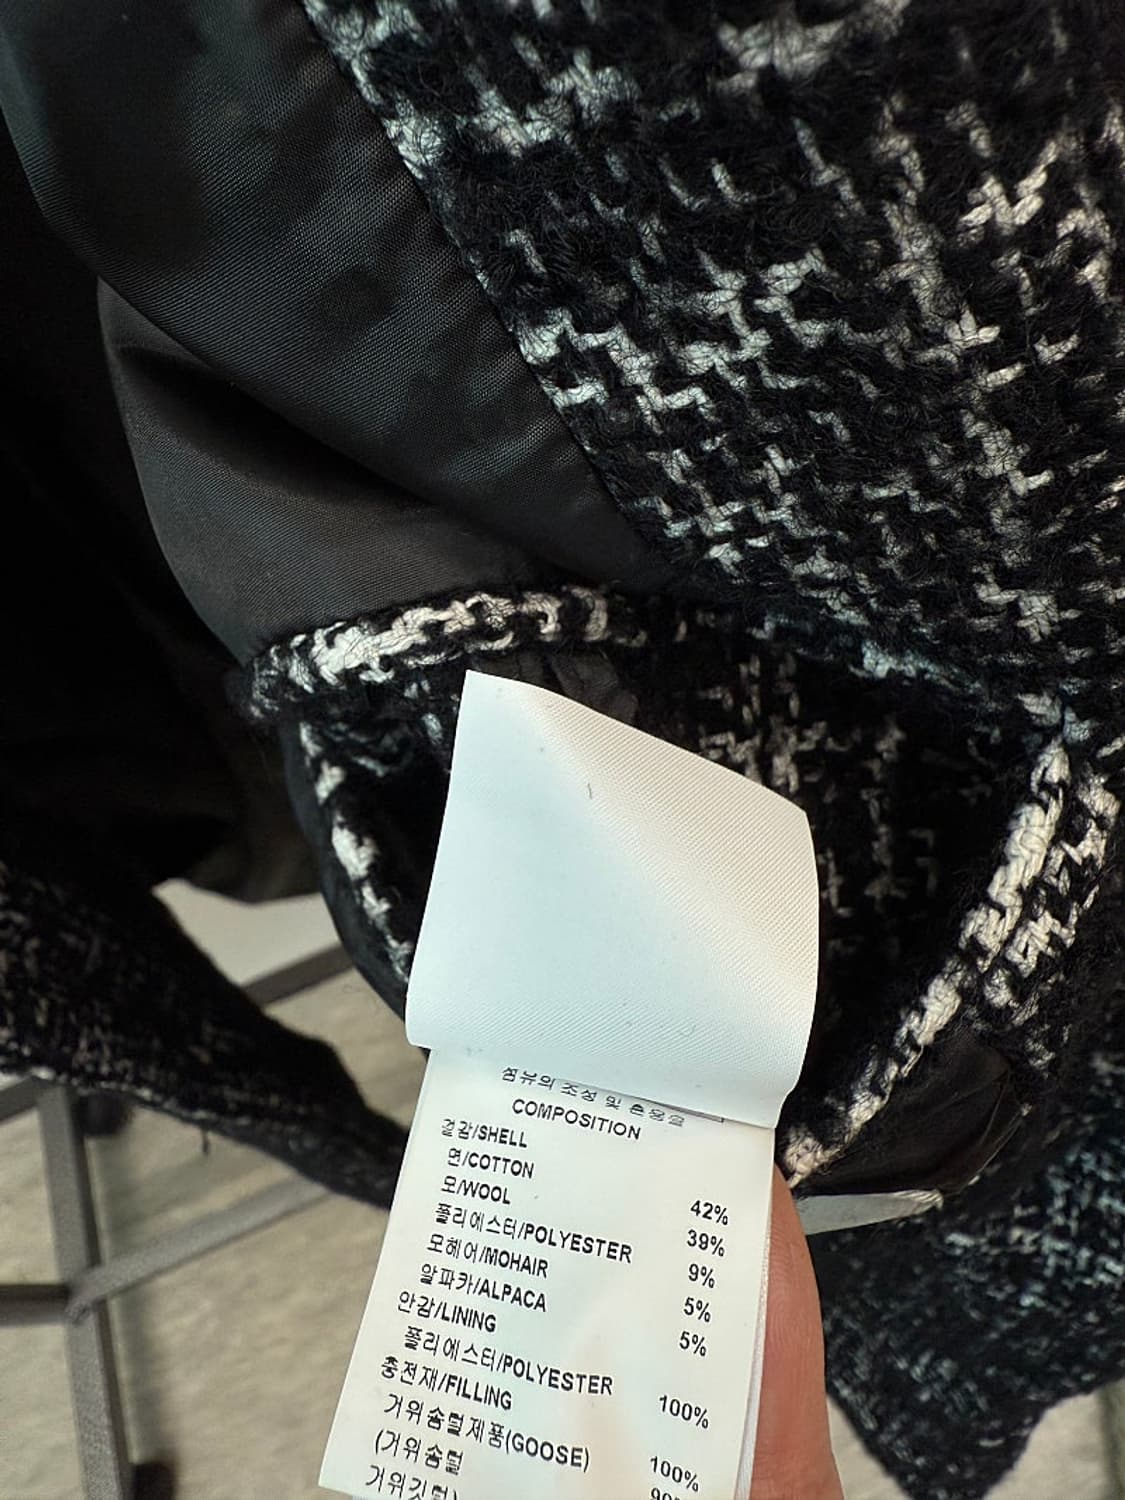 섬유의 조성 및 혼용율
COMPOSITION
겉감/SHELL
면/COTTON 42%
모/WOOL 39%
폴리에스터/POLYESTER 9%
모헤어/MOHAIR 5%
알파카/ALPACA 5%
안감/LINING
폴리에스터/POLYESTER 100%
충전재/FILLING
거위솜털제품(GOOSE) 100%
(거위솜털
거위깃털)